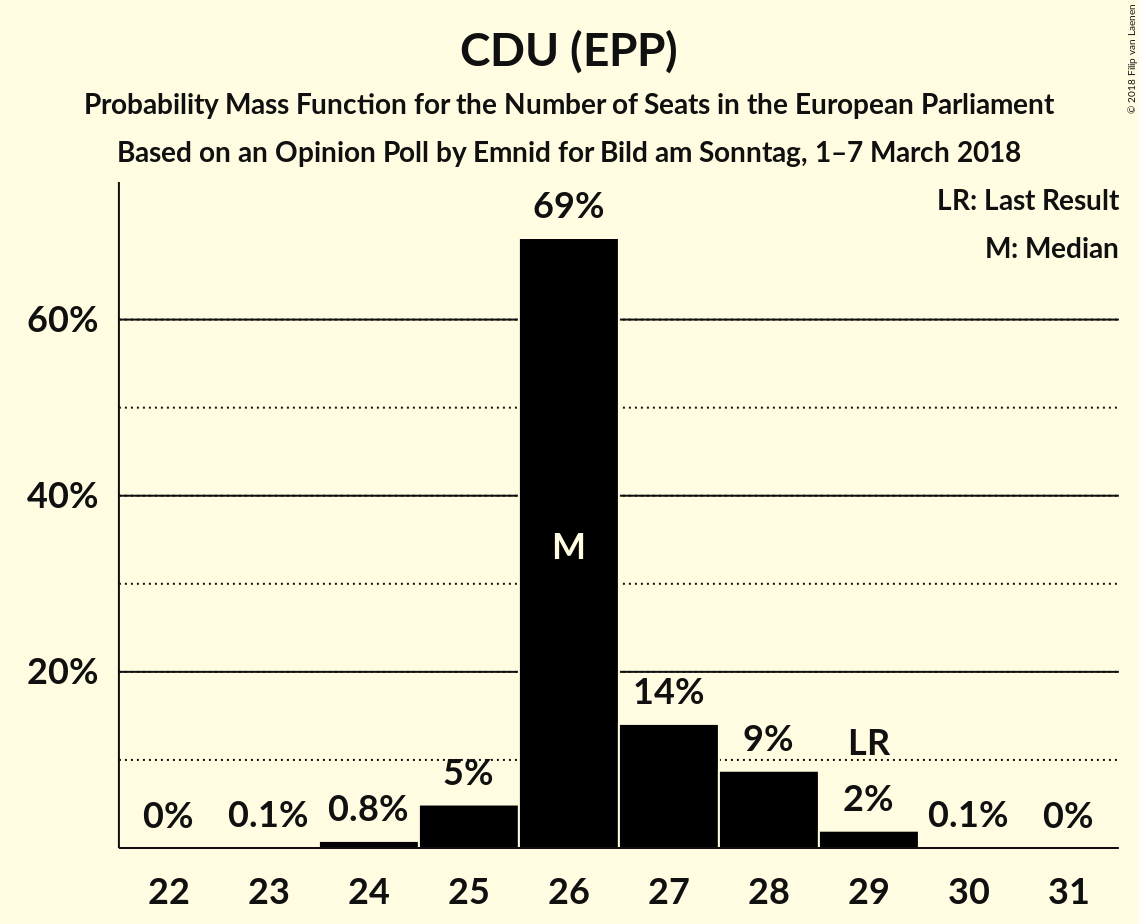 CDU (EPP)
Probability Mass Function for the Number of Seats in the European Parliament
Based on an Opinion Poll by Emnid for Bild am Sonntag, 1–7 March 2018
© 2018 Filip van Laenen
LR: Last Result
M: Median
60%
40%
20%
0%
0.1%
0.8%
5%
69%
M
14%
9%
LR
2%
0.1%
0%
22 23 24 25 26 27 28 29 30 31